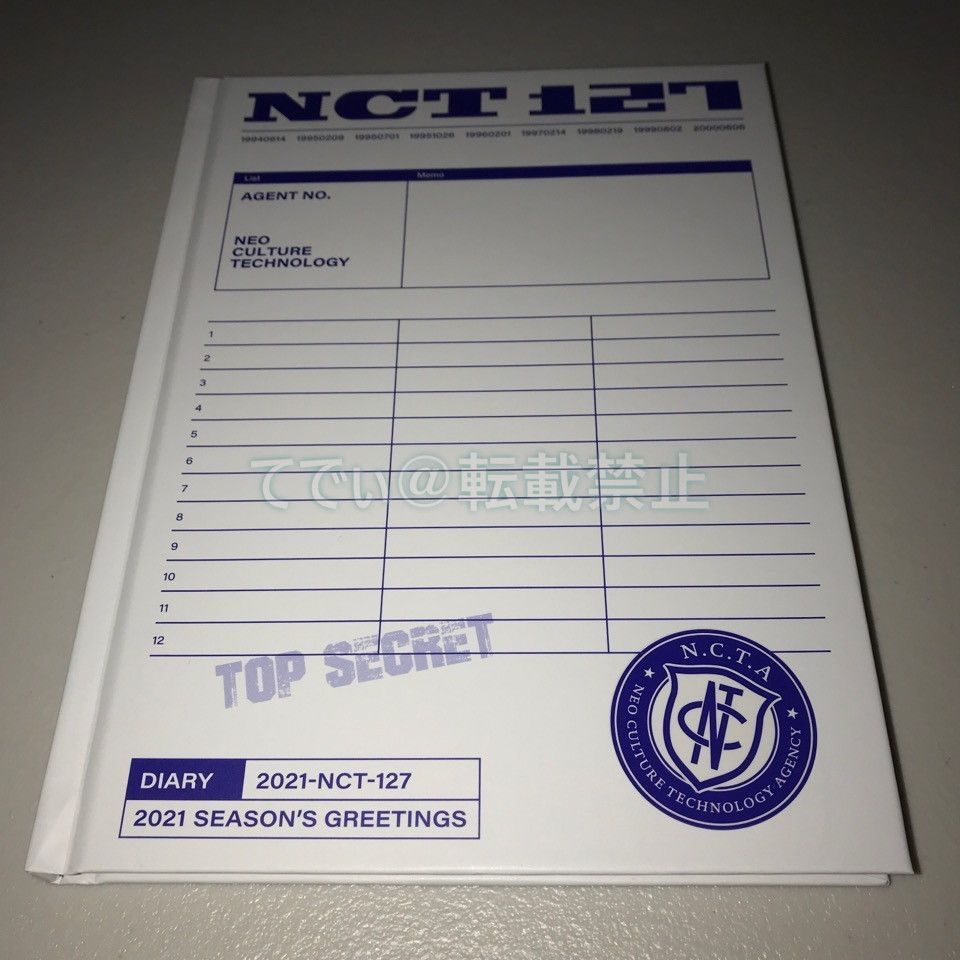 NCT 127
19940614 19950209 19950701 19951026 19960201 19970214 19980219 19990802 20000606
List
Memo
AGENT NO.
NEO
CULTURE
TECHNOLOGY
1
2
3
4
5
6
7
8
9
10
11
12
てでぃ@転載禁止
TOP SECRET
N.C.T.A
NCT
NEO CULTURE TECHNOLOGY AGENCY
DIARY 2021-NCT-127
2021 SEASON'S GREETINGS